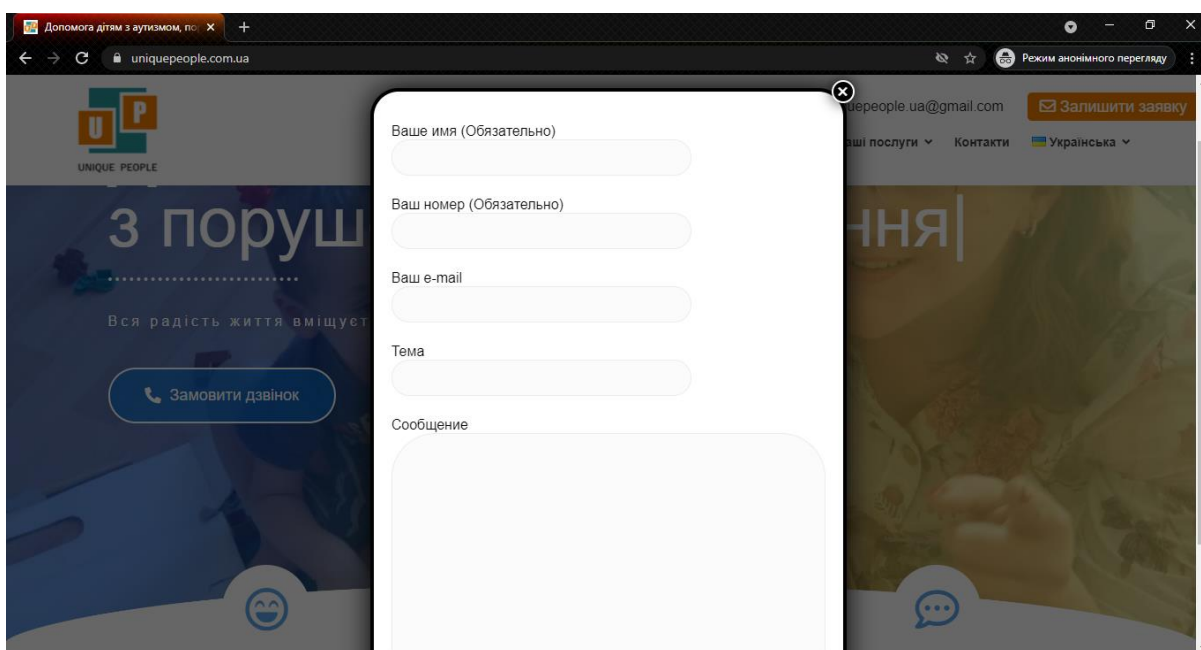 Допомога дітям з аутизмом, по
uniquepeople.com.ua
Режим анонімного перегляду
UP
UNIQUE PEOPLE
uepeople.ua@gmail.com
Залишити заявку
аші послуги
Контакти
Українська
з поруш
ння
Вся радість життя вміщує
Замовити дзвінок
Ваше имя (Обязательно)
Ваш номер (Обязательно)
Ваш e-mail
Тема
Сообщение